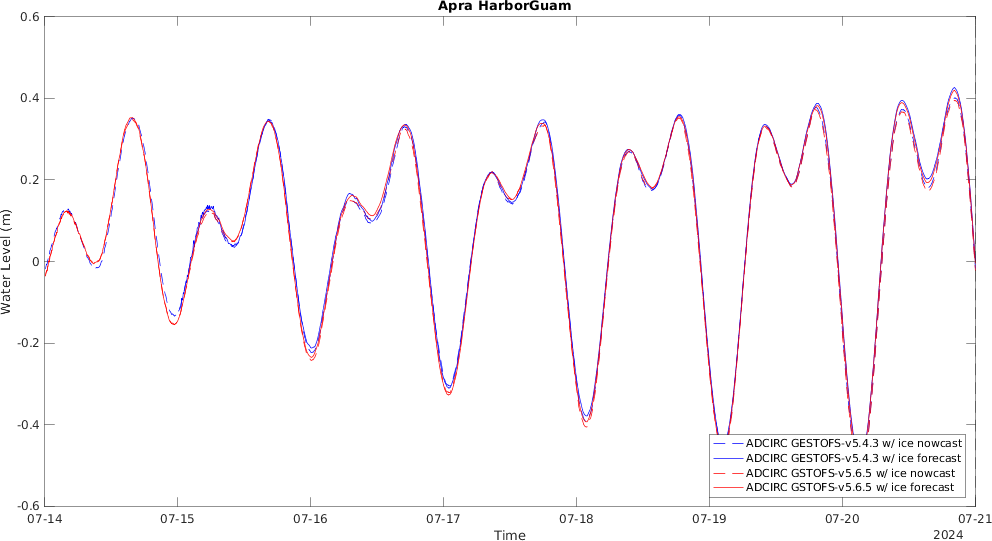 Apra HarborGuam
0.6
0.4
0.2
0
-0.2
-0.4
-0.6
Water Level (m)
ADCIRC GESTOFS-v5.4.3 w/ ice nowcast
ADCIRC GESTOFS-v5.4.3 w/ ice forecast
ADCIRC GSTOFS-v5.6.5 w/ ice nowcast
ADCIRC GSTOFS-v5.6.5 w/ ice forecast
07-14 07-15 07-16 07-17 07-18 07-19 07-20 07-21
Time
2024